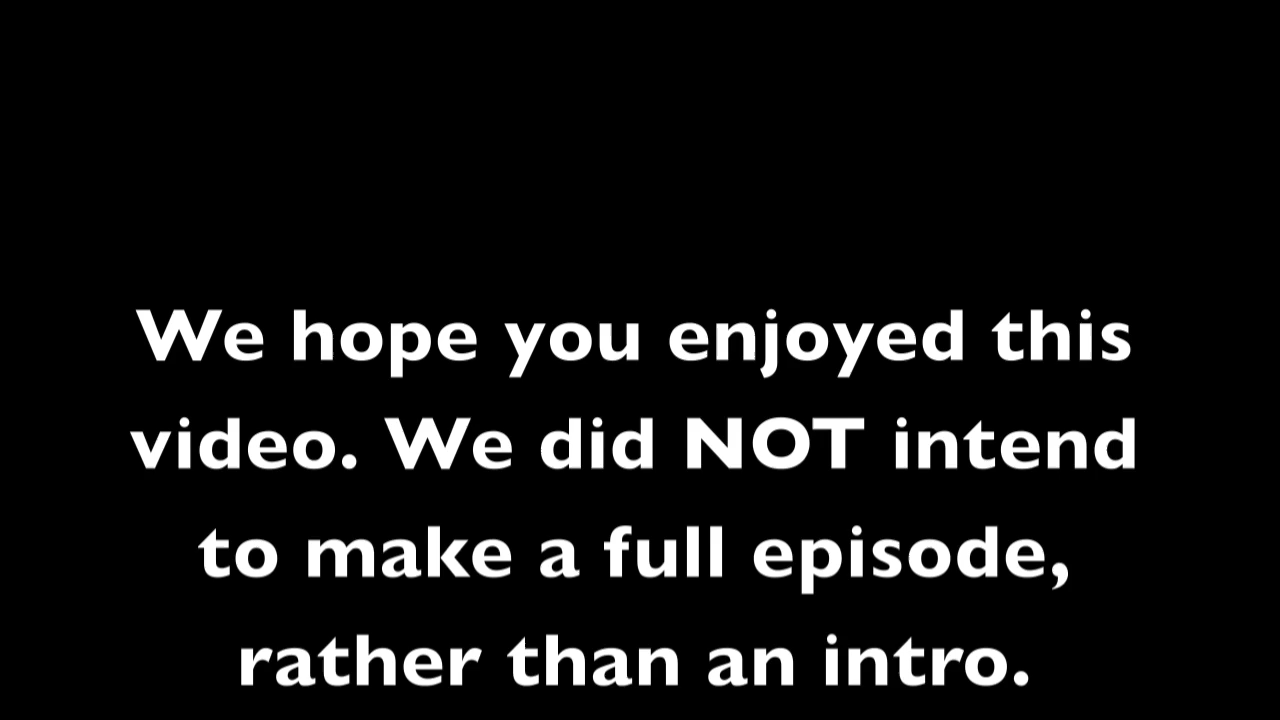 We hope you enjoyed this
video. We did NOT intend
to make a full episode,
rather than an intro.